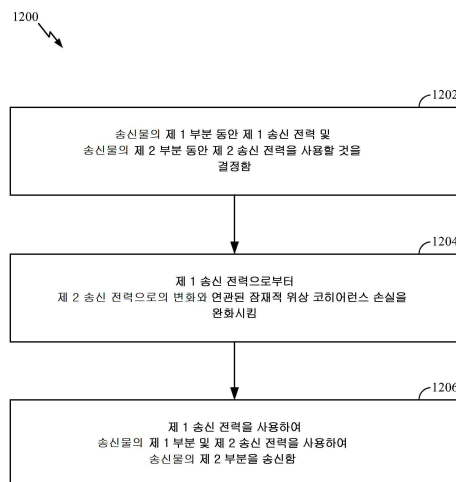 1200
1202
송신물의 제 1 부분 동안 제 1 송신 전력 및
송신물의 제 2 부분 동안 제 2 송신 전력을 사용할 것을
결정함
1204
제 1 송신 전력으로부터
제 2 송신 전력으로의 변화와 연관된 잠재적 위상 코히어런스 손실을
완화시킴
1206
제 1 송신 전력을 사용하여
송신물의 제 1 부분 및 제 2 송신 전력을 사용하여
송신물의 제 2 부분을 송신함